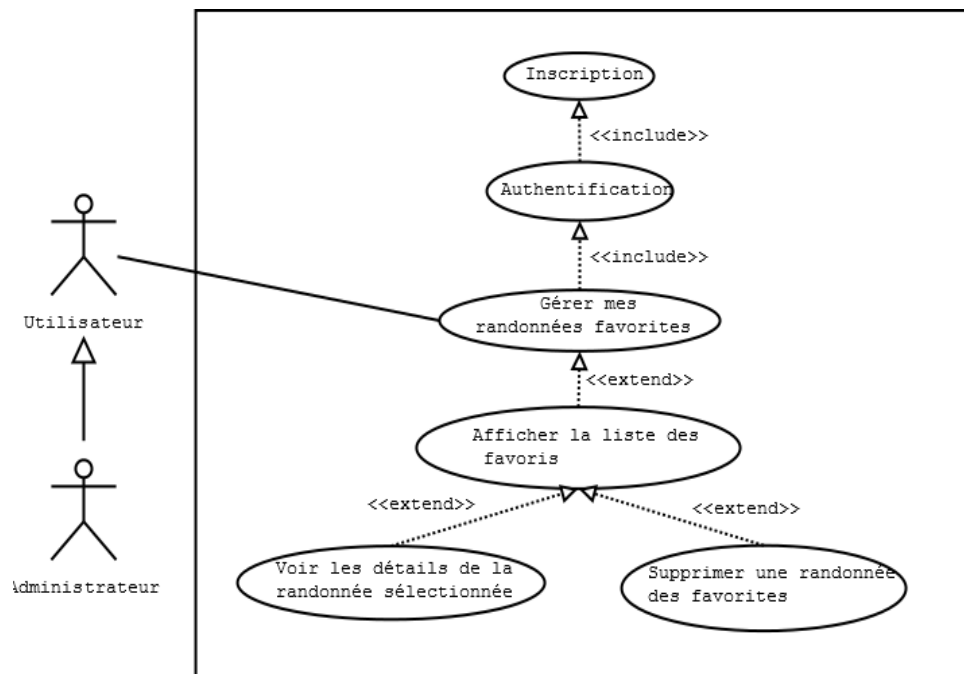 Inscription
<<include>>
Authentification
<<include>>
Gérer mes
randonnées favorites
Utilisateur
<<extend>>
Afficher la liste des
favoris
<<extend>>
<<extend>>
Voir les détails de la
randonnée sélectionnée
Supprimer une randonnée
des favorites
Administrateur